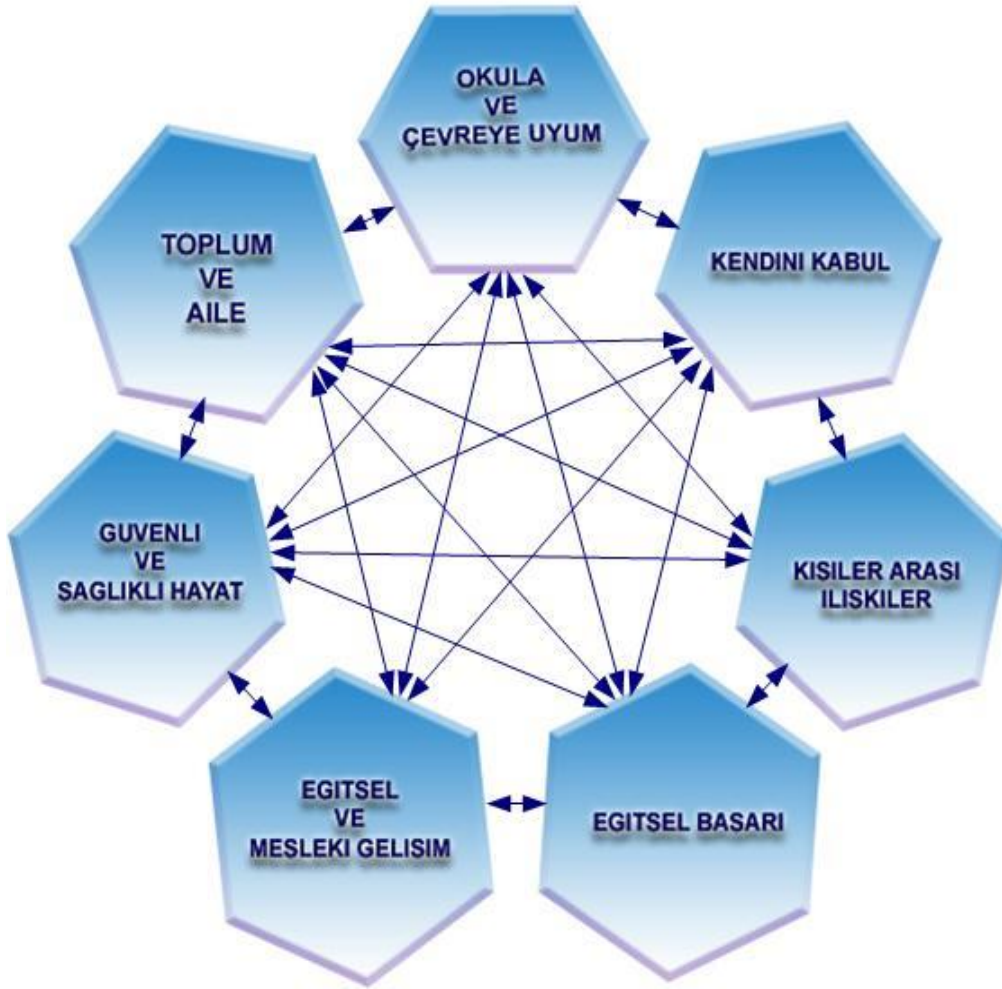 OKULA
VE
ÇEVREYE UYUM
KENDINI KABUL
KISILER ARASI
ILISKILER
EGITSEL BASARI
EGITSEL
VE
MESLEKI GELISIM
GUVENLI
VE
SAGLIKLI HAYAT
TOPLUM
VE
AILE